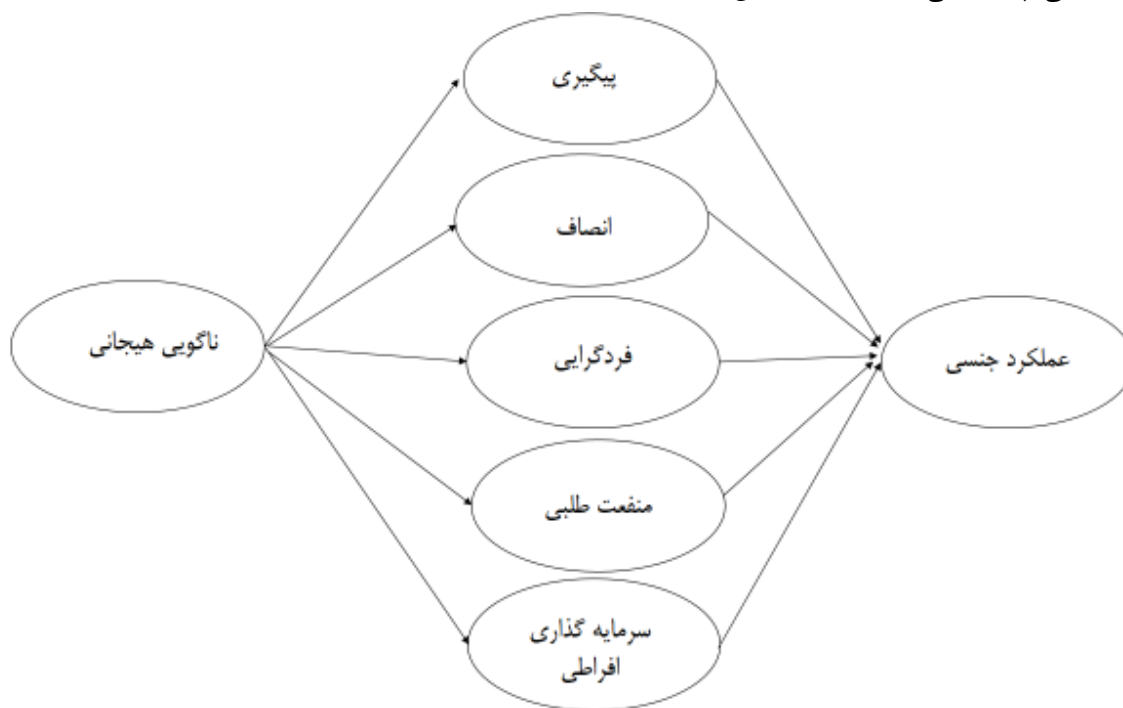 پیگیری
انصاف
ناگویی هیجانی
فردگرایی
عملکرد جنسی
منفعت طلبی
سرمایه گذاری
افراطی